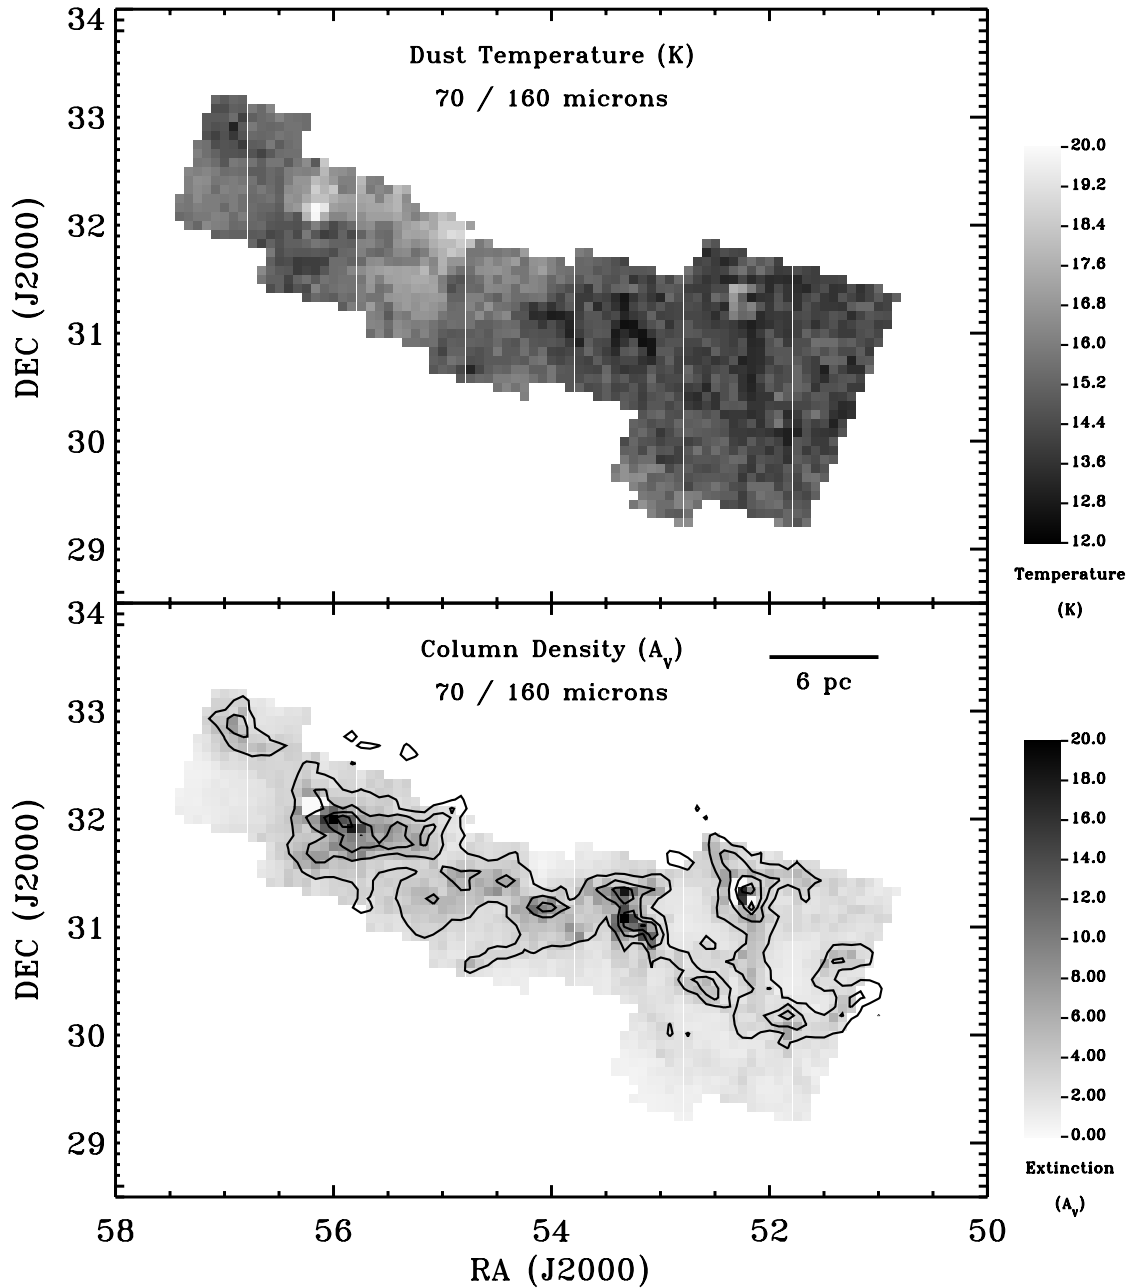 Dust Temperature (K)
70 / 160 microns
34
33
32
31
30
29
DEC (J2000)
20.0
19.2
18.4
17.6
16.8
16.0
15.2
14.4
13.6
12.8
12.0
Temperature
(K)
Column Density (Av)
70 / 160 microns
6 pc
34
33
32
31
30
29
DEC (J2000)
20.0
18.0
16.0
14.0
12.0
10.0
8.00
6.00
4.00
2.00
0.00
Extinction
(Av)
58 56 54 52 50
RA (J2000)